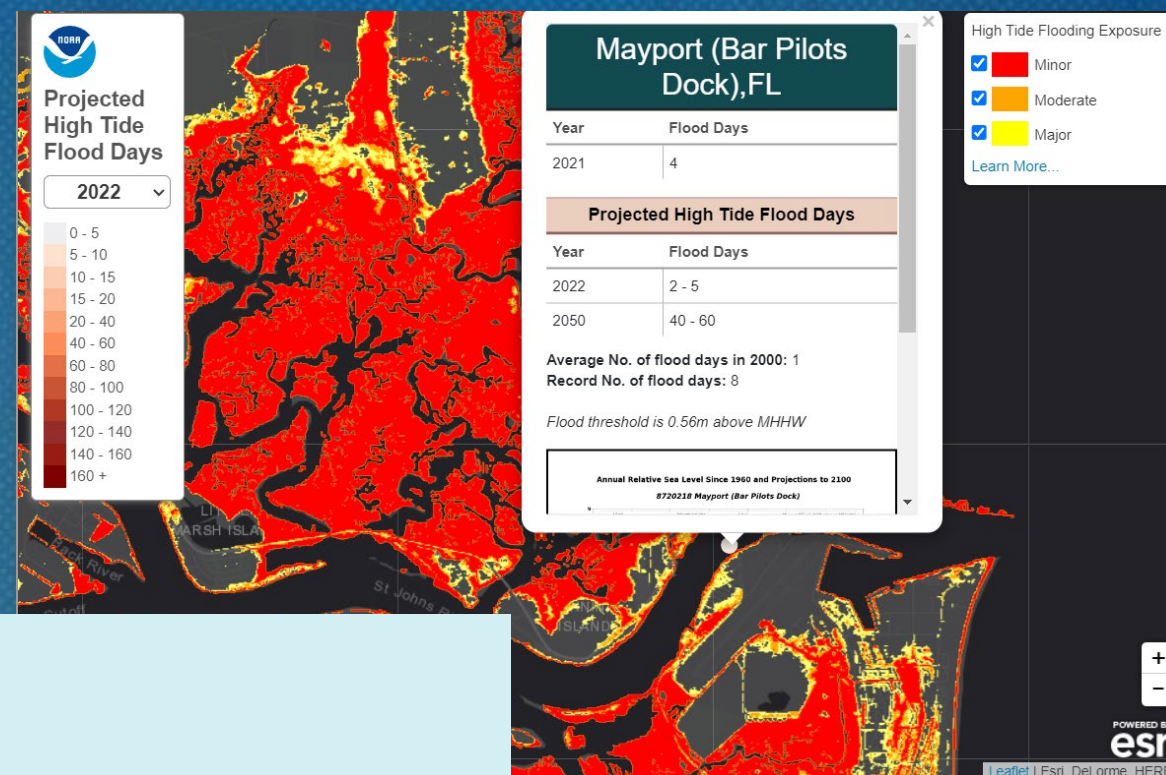 NOAA
Projected
High Tide
Flood Days
2022
0 - 5
5 - 10
10 - 15
15 - 20
20 - 40
40 - 60
60 - 80
80 - 100
100 - 120
120 - 140
140 - 160
160 +
Mayport (Bar Pilots
Dock),FL
Year Flood Days
2021 4
Projected High Tide Flood Days
Year Flood Days
2022 2 - 5
2050 40 - 60
Average No. of flood days in 2000: 1
Record No. of flood days: 8
Flood threshold is 0.56m above MHHW
Annual Relative Sea Level Since 1960 and Projections to 2100
8720218 Mayport (Bar Pilots Dock)
High Tide Flooding Exposure
Minor
Moderate
Major
Learn More...
MARSH ISLA
Back River
Cutoff
St Johns
ISLAND
+
−
POWERED B
esr
Leaflet | Esri, DeLorme, HERE